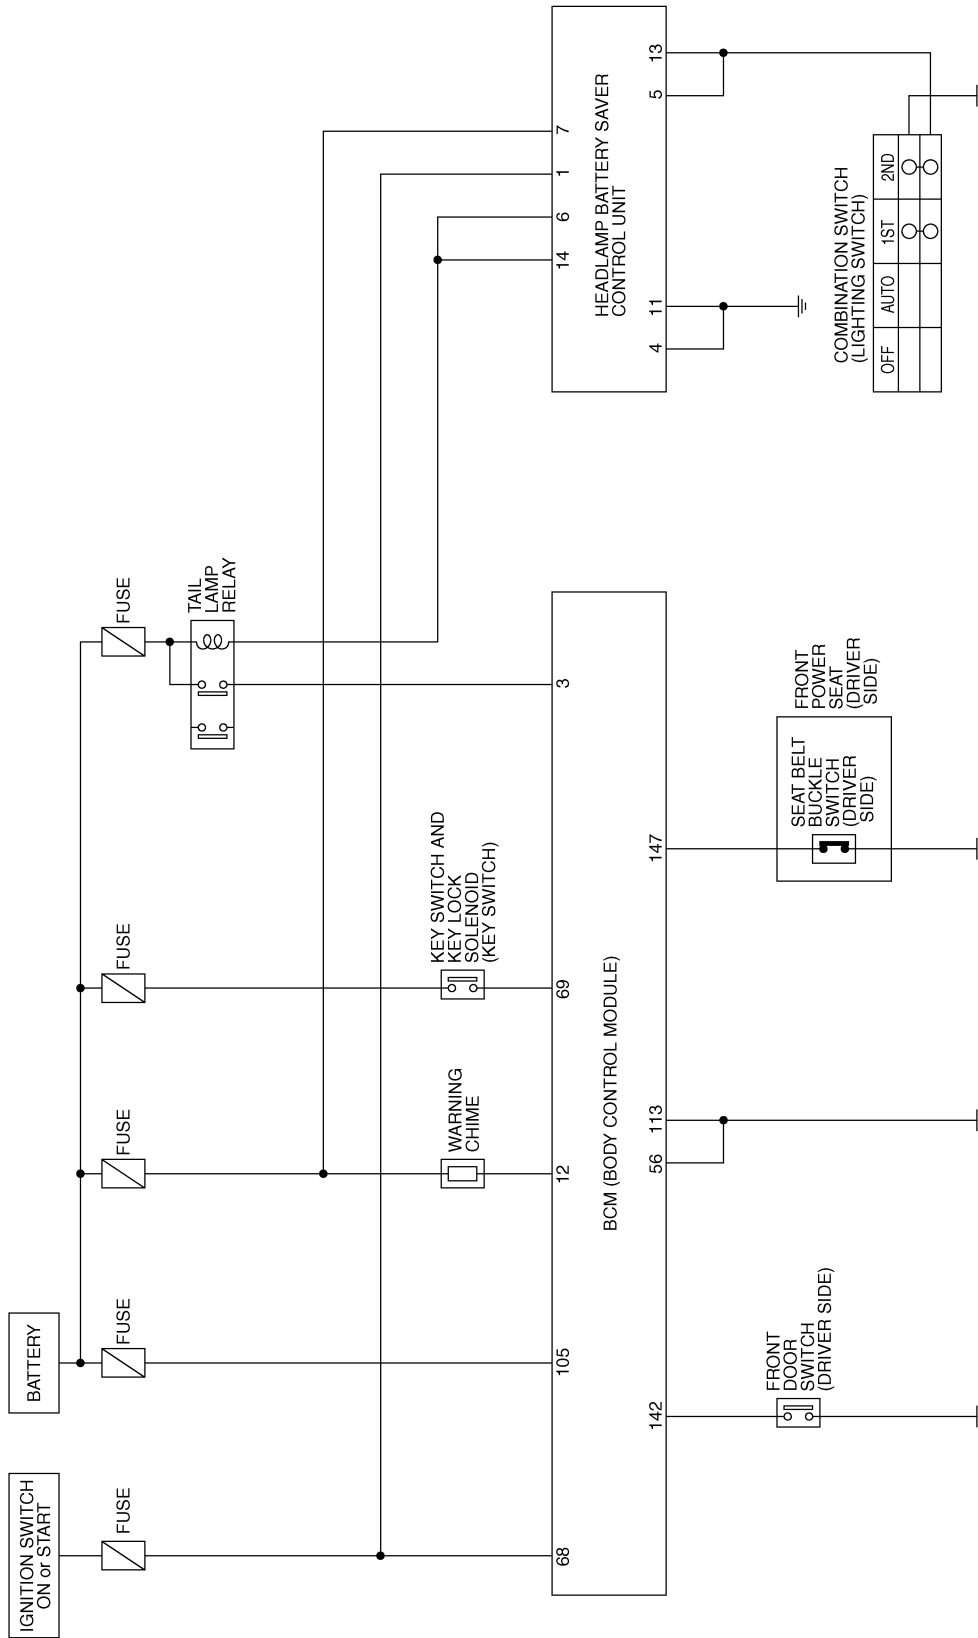 IGNITION SWITCH
ON or START
BATTERY
FUSE
FUSE
FUSE
FUSE
FUSE
TAIL
LAMP
RELAY
WARNING
CHIME
KEY SWITCH AND
KEY LOCK
SOLENOID
(KEY SWITCH)
68
105
12
69
3
14
6
1
7
BCM (BODY CONTROL MODULE)
HEADLAMP BATTERY SAVER
CONTROL UNIT
142
56
113
147
4
11
5
13
FRONT
DOOR
SWITCH
(DRIVER SIDE)
SEAT BELT
BUCKLE
SWITCH
(DRIVER
SIDE)
FRONT
POWER
SEAT
(DRIVER
SIDE)
COMBINATION SWITCH
(LIGHTING SWITCH)
OFF AUTO 1ST 2ND